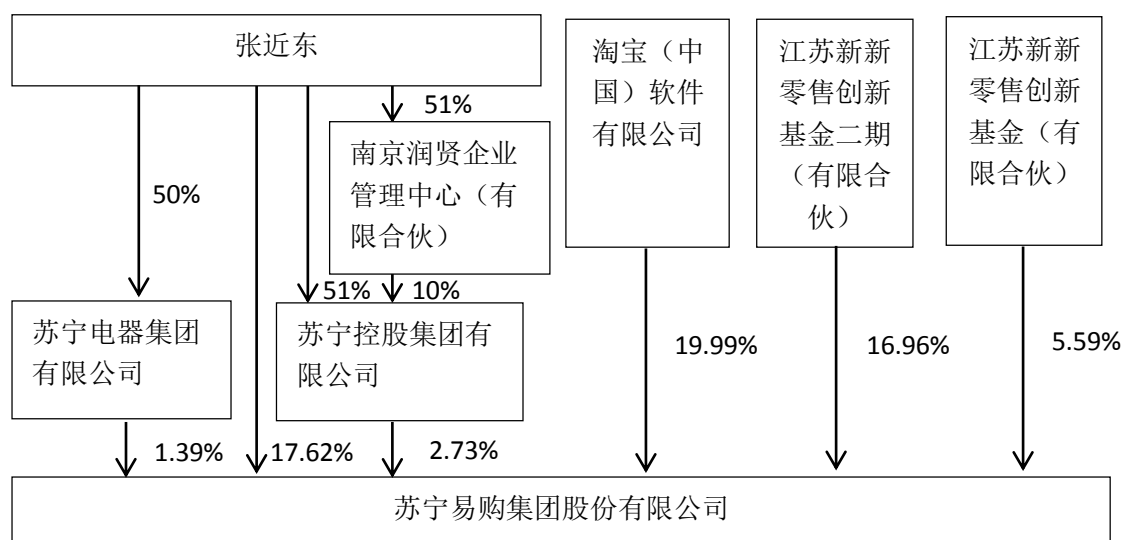 张近东
淘宝（中
国）软件
有限公司
江苏新新
零售创新
基金二期
（有限合
伙）
江苏新新
零售创新
基金（有
限合伙）
51%
南京润贤企业
管理中心（有
限合伙）
50%
51%
10%
苏宁电器集团
有限公司
苏宁控股集团有
限公司
19.99%
16.96%
5.59%
1.39%
17.62%
2.73%
苏宁易购集团股份有限公司